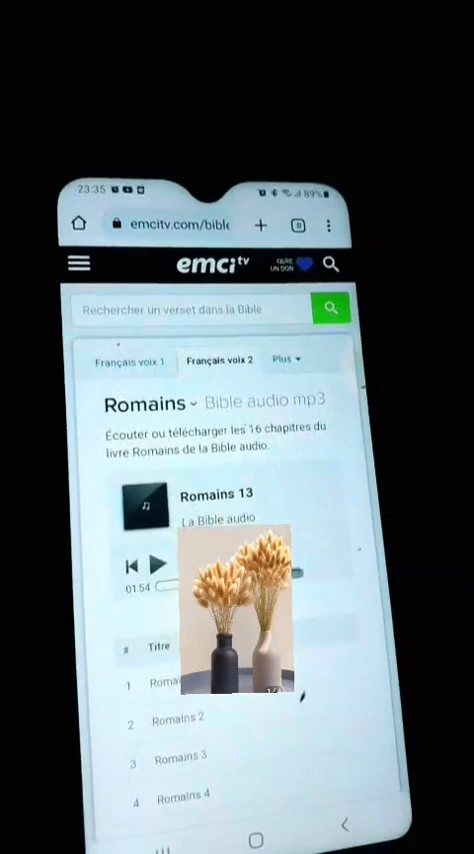 23:35
89%
emcitv.com/bible
emci tv
FAIRE
UN DON
Rechercher un verset dans la Bible
Français voix 1 Français voix 2 Plus
Romains Bible audio mp3
Écouter ou télécharger les 16 chapitres du
livre Romains de la Bible audio.
Romains 13
La Bible audio
01:54
# Titre
1 Roma
2 Romains 2
3 Romains 3
4 Romains 4